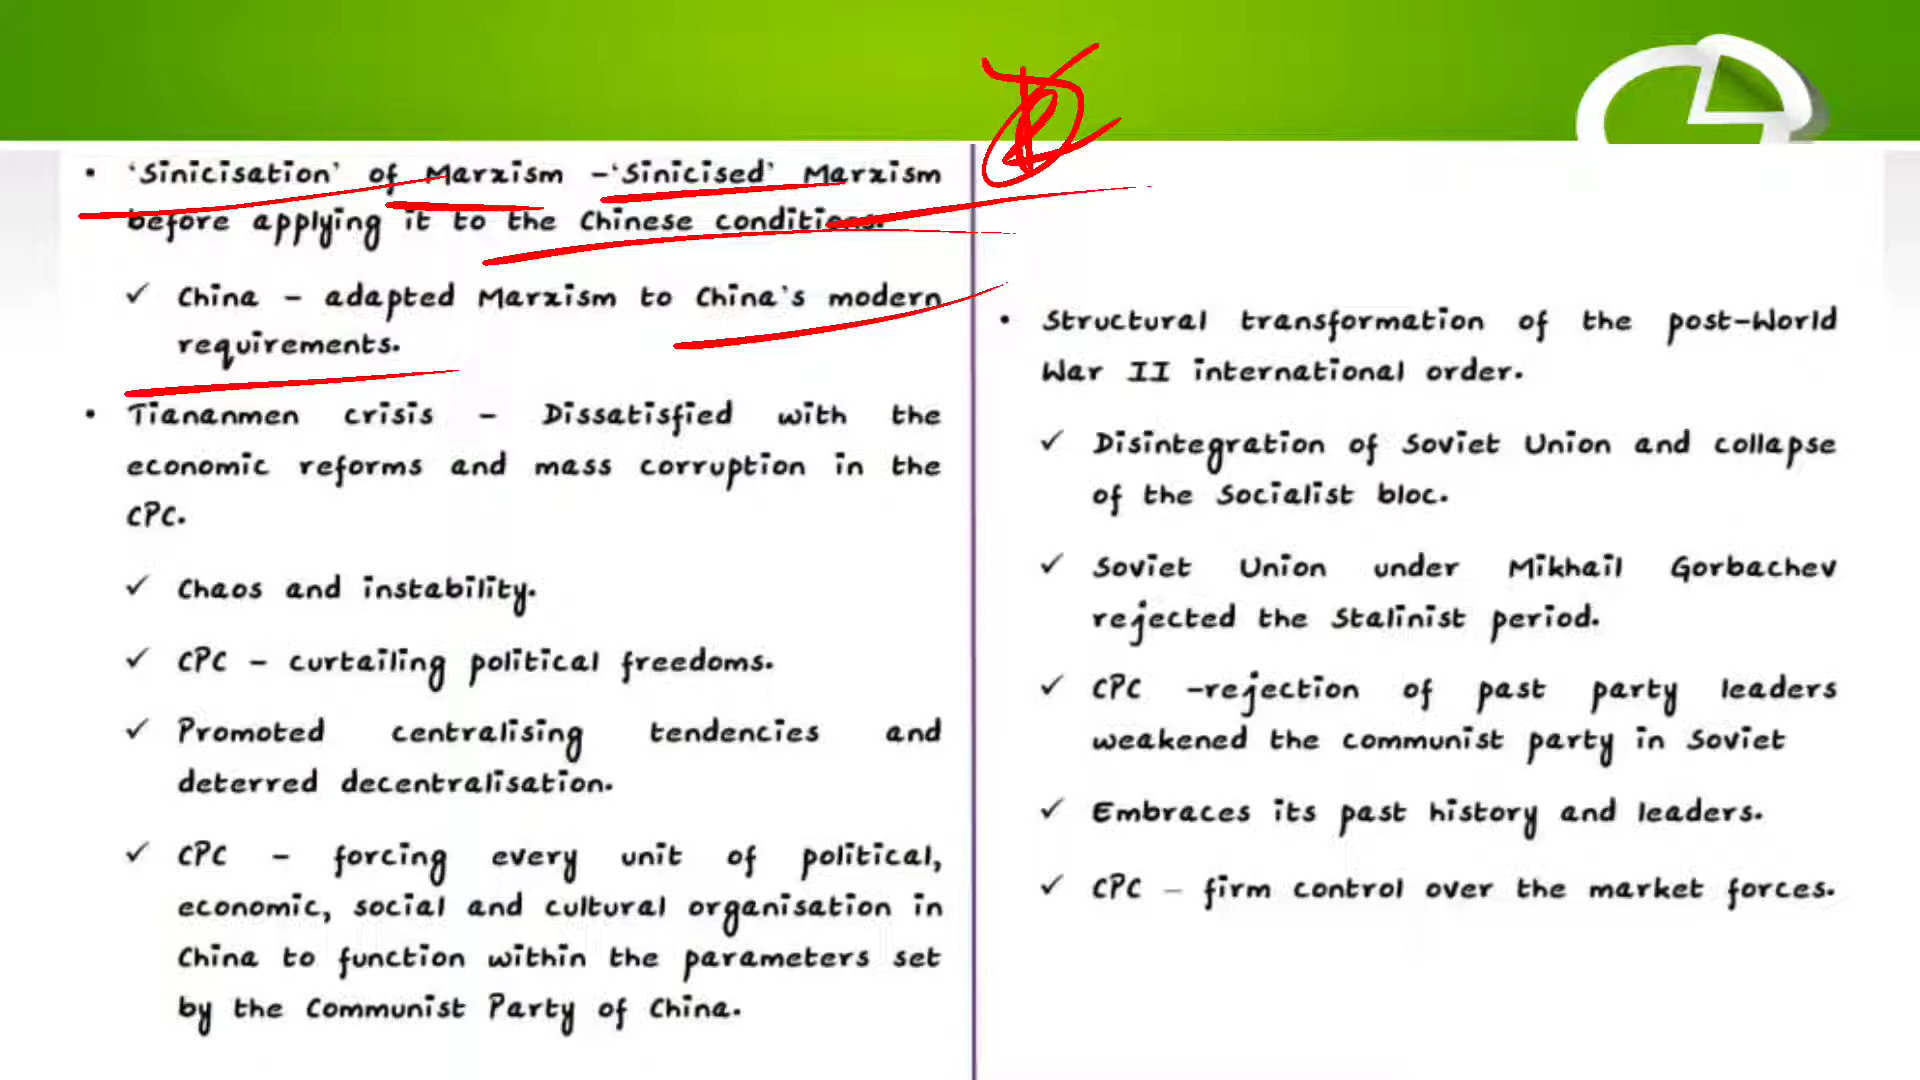 • 'Sinicisation' of Marxism -'Sinicised' Marxism
before applying it to the Chinese conditions.
✓ China - adapted Marxism to China's modern
requirements.
• Tiananmen crisis - Dissatisfied with the
economic reforms and mass corruption in the
CPC.
✓ Chaos and instability.
✓ CPC - curtailing political freedoms.
✓ Promoted centralising tendencies and
deterred decentralisation.
✓ CPC - forcing every unit of political,
economic, social and cultural organisation in
China to function within the parameters set
by the Communist Party of China.
• Structural transformation of the post-World
War II international order.
✓ Disintegration of Soviet Union and collapse
of the Socialist bloc.
✓ Soviet Union under Mikhail Gorbachev
rejected the Stalinist period.
✓ CPC -rejection of past party leaders
weakened the communist party in Soviet
✓ Embraces its past history and leaders.
✓ CPC - firm control over the market forces.